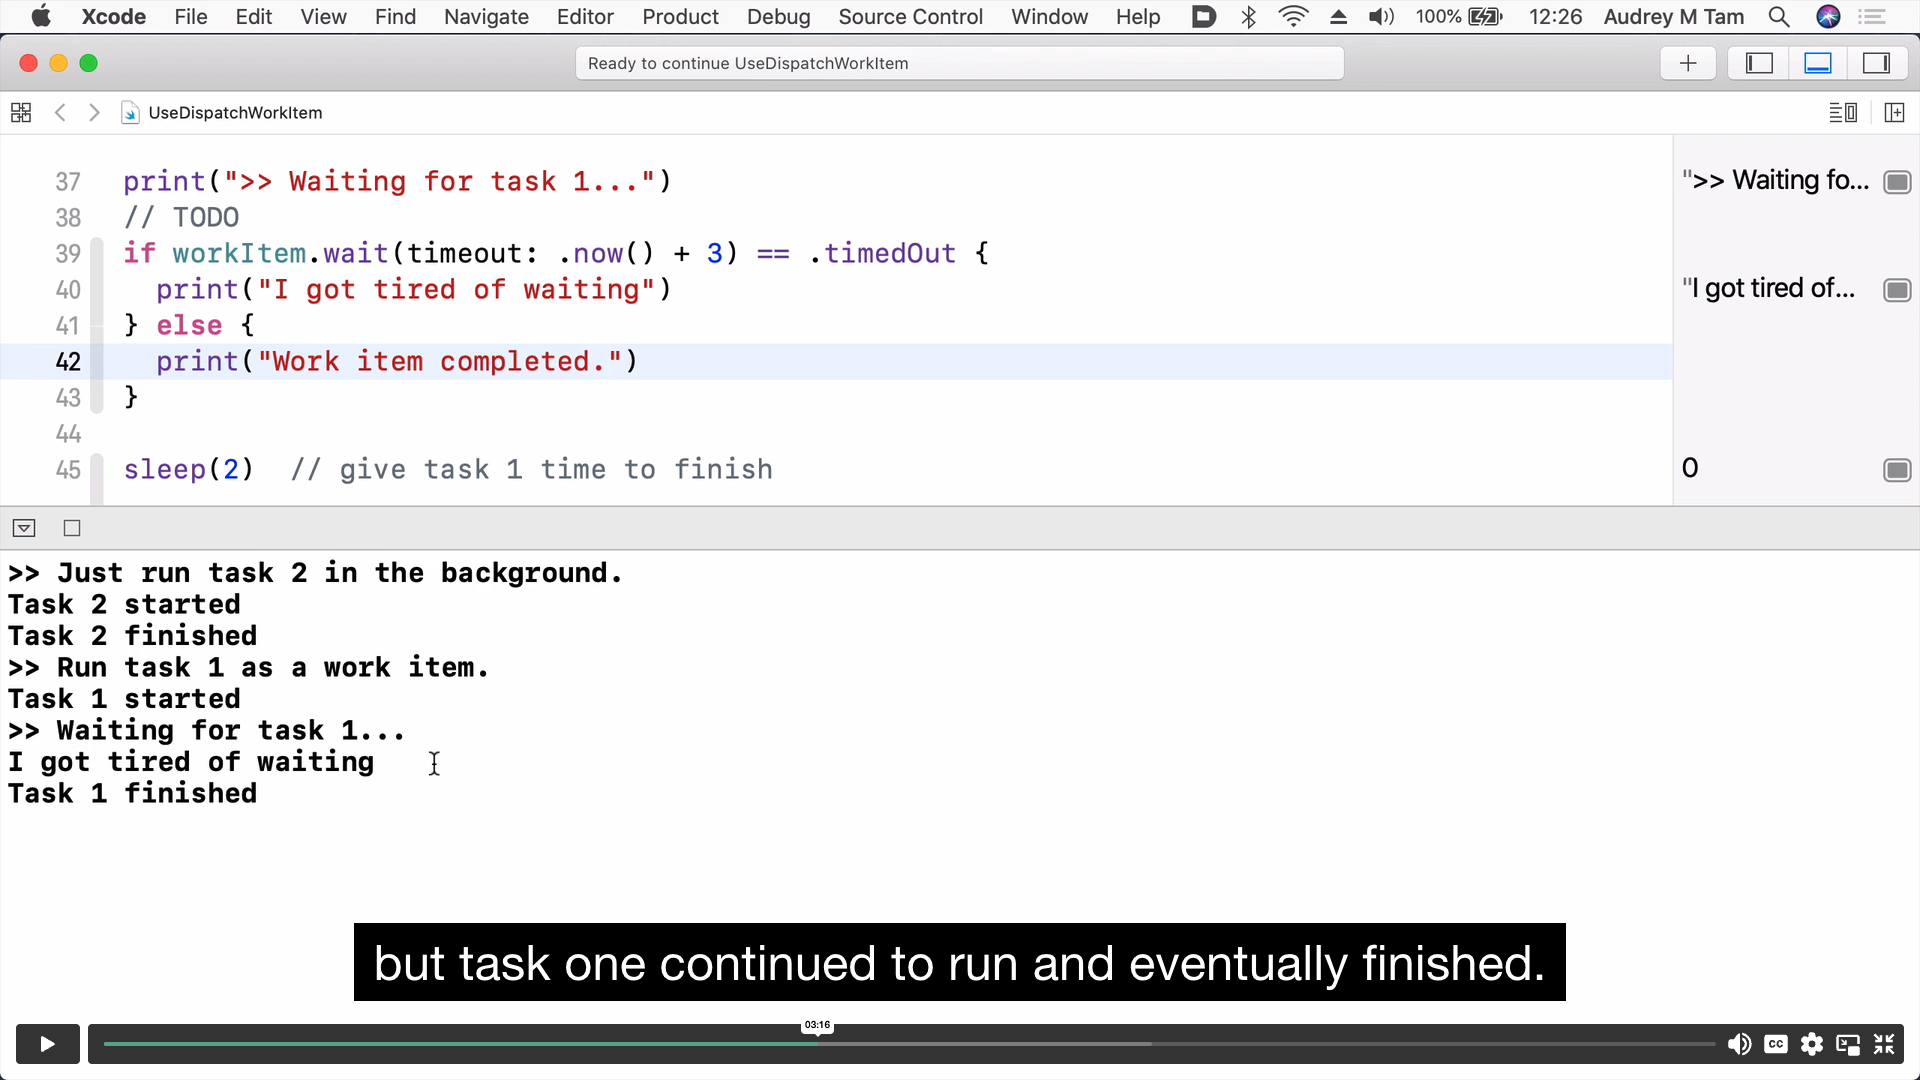 Xcode File Edit View Find Navigate Editor Product Debug Source Control Window Help 100% 12:26 Audrey M Tam
Ready to continue UseDispatchWorkItem
UseDispatchWorkItem
37 print(">> Waiting for task 1...") ">> Waiting fo...
38 // TODO
39 if workItem.wait(timeout: .now() + 3) == .timedOut {
40 print("I got tired of waiting") "I got tired of...
41 } else {
42 print("Work item completed.")
43 }
44
45 sleep(2) // give task 1 time to finish 0
>> Just run task 2 in the background.
Task 2 started
Task 2 finished
>> Run task 1 as a work item.
Task 1 started
>> Waiting for task 1...
I got tired of waiting
Task 1 finished
but task one continued to run and eventually finished.
03:16
CC